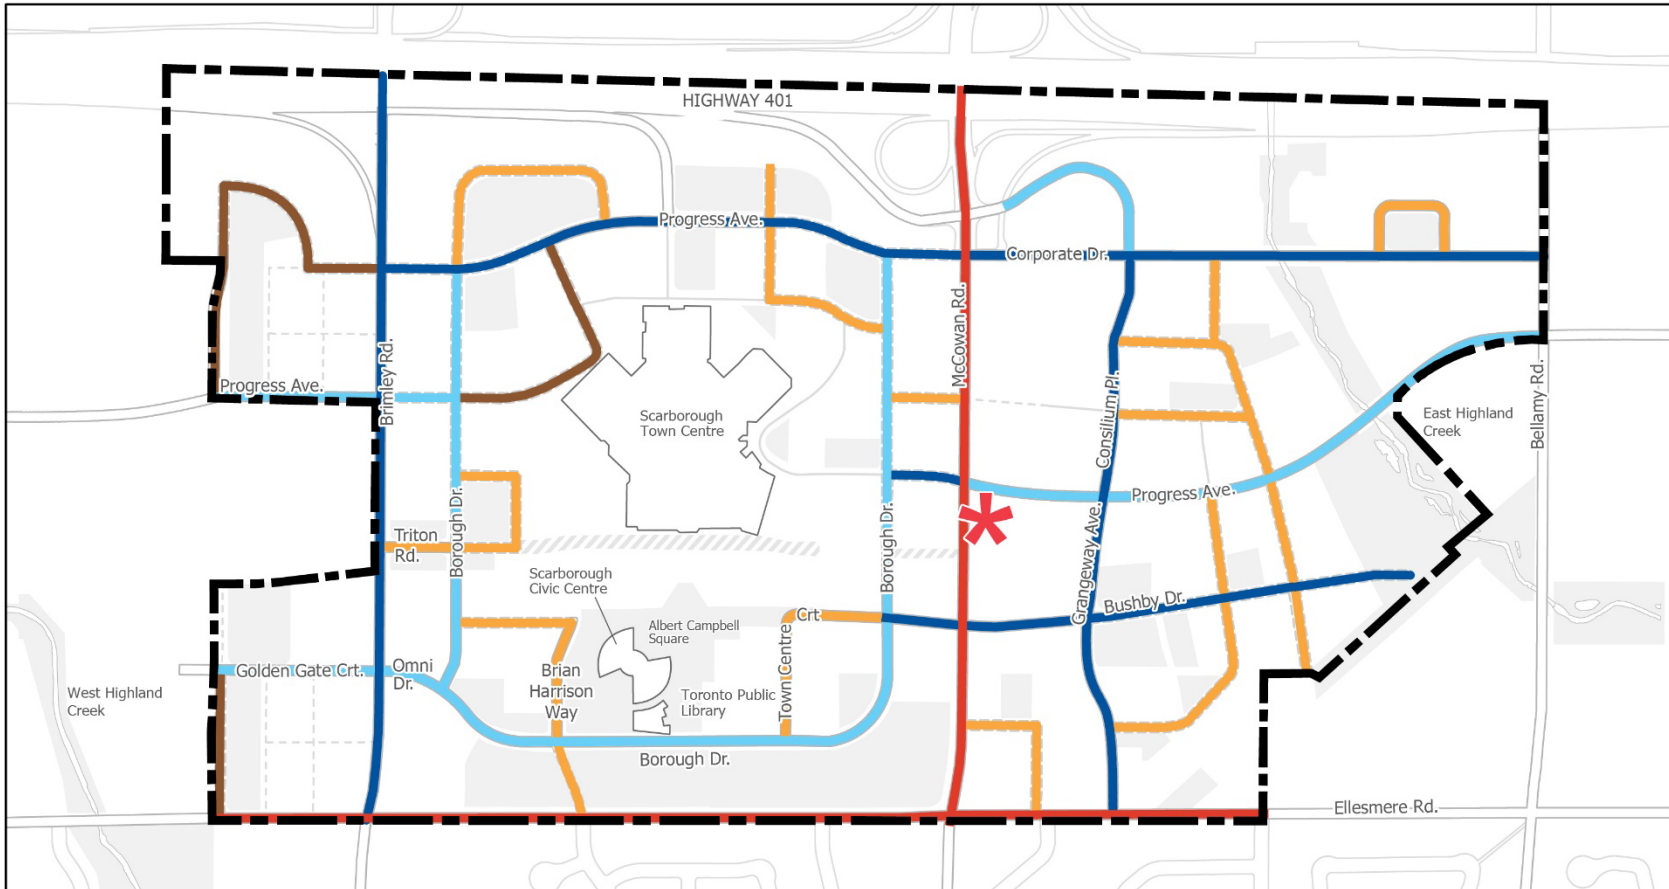 HIGHWAY 401
Progress Ave.
Corporate Dr.
McCowan Rd.
Brimley Rd.
Progress Ave.
Consilium Pl.
Bellamy Rd.
Scarborough
Town Centre
East Highland
Creek
Progress Ave.
Borough Dr.
Borough Dr.
Grangeway Ave.
Triton
Rd.
Scarborough
Civic Centre
Bushby Dr.
Albert Campbell
Square
Crt
Town Centre
Golden Gate Crt.
Omni
Dr.
Brian
Harrison
Way
West Highland
Creek
Toronto Public
Library
Borough Dr.
Ellesmere Rd.